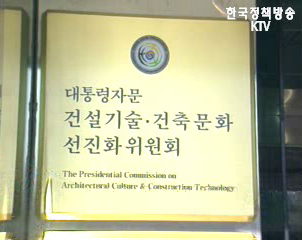 한국정책방송
KTV
대통령자문
건설기술·건축문화
선진화위원회
The Presidential Commission on
Architectural Culture & Construction Technology